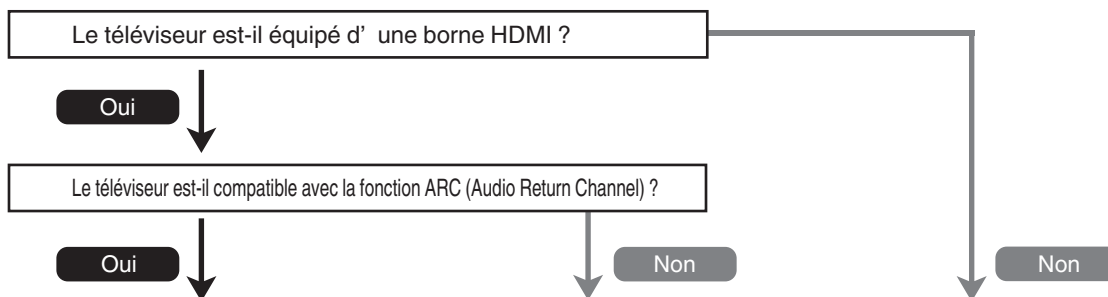 Le téléviseur est-il équipé d’ une borne HDMI ?
Oui
Le téléviseur est-il compatible avec la fonction ARC (Audio Return Channel) ?
Oui
Non
Non